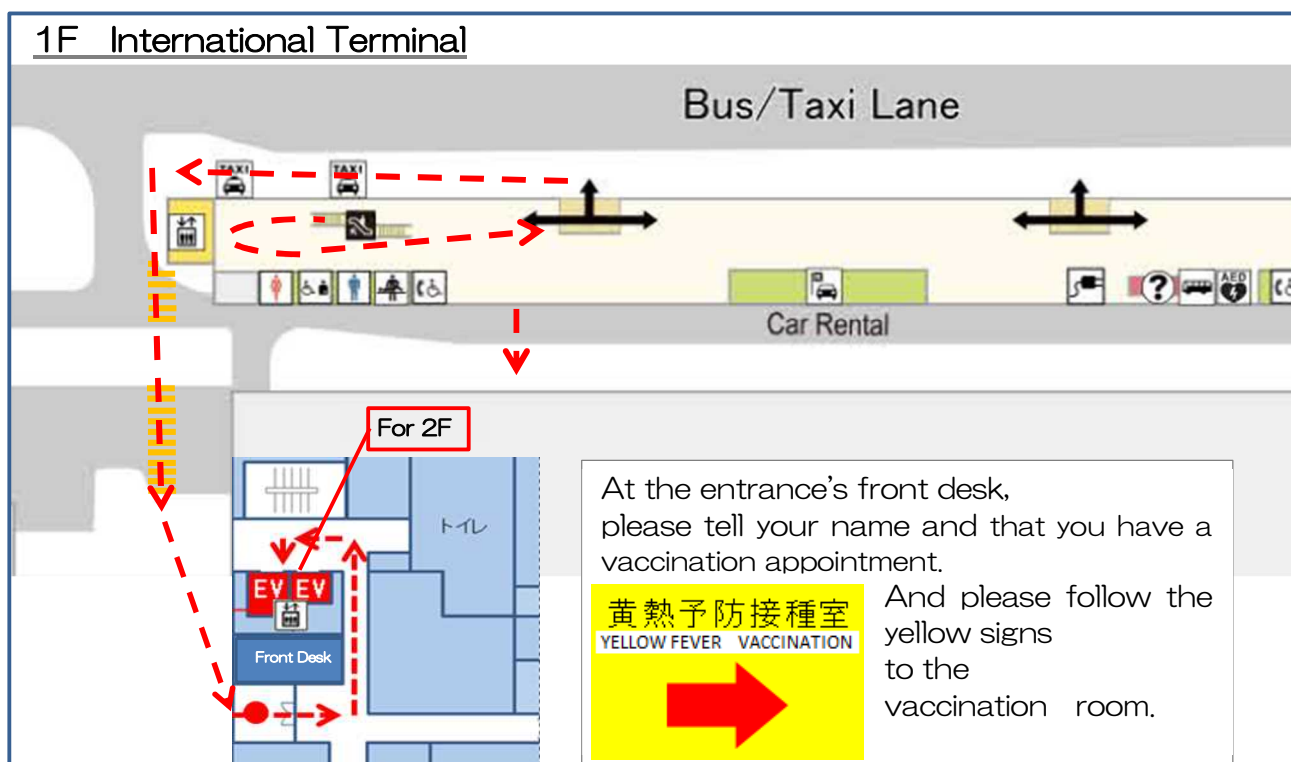 1F International Terminal
Bus/Taxi Lane
TAXI
TAXI
AED
Car Rental
For 2F
トイレ
EV EV
Front Desk
At the entrance's front desk,
please tell your name and that you have a
vaccination appointment.
黄熱予防接種室
YELLOW FEVER VACCINATION
And please follow the
yellow signs
to the
vaccination room.